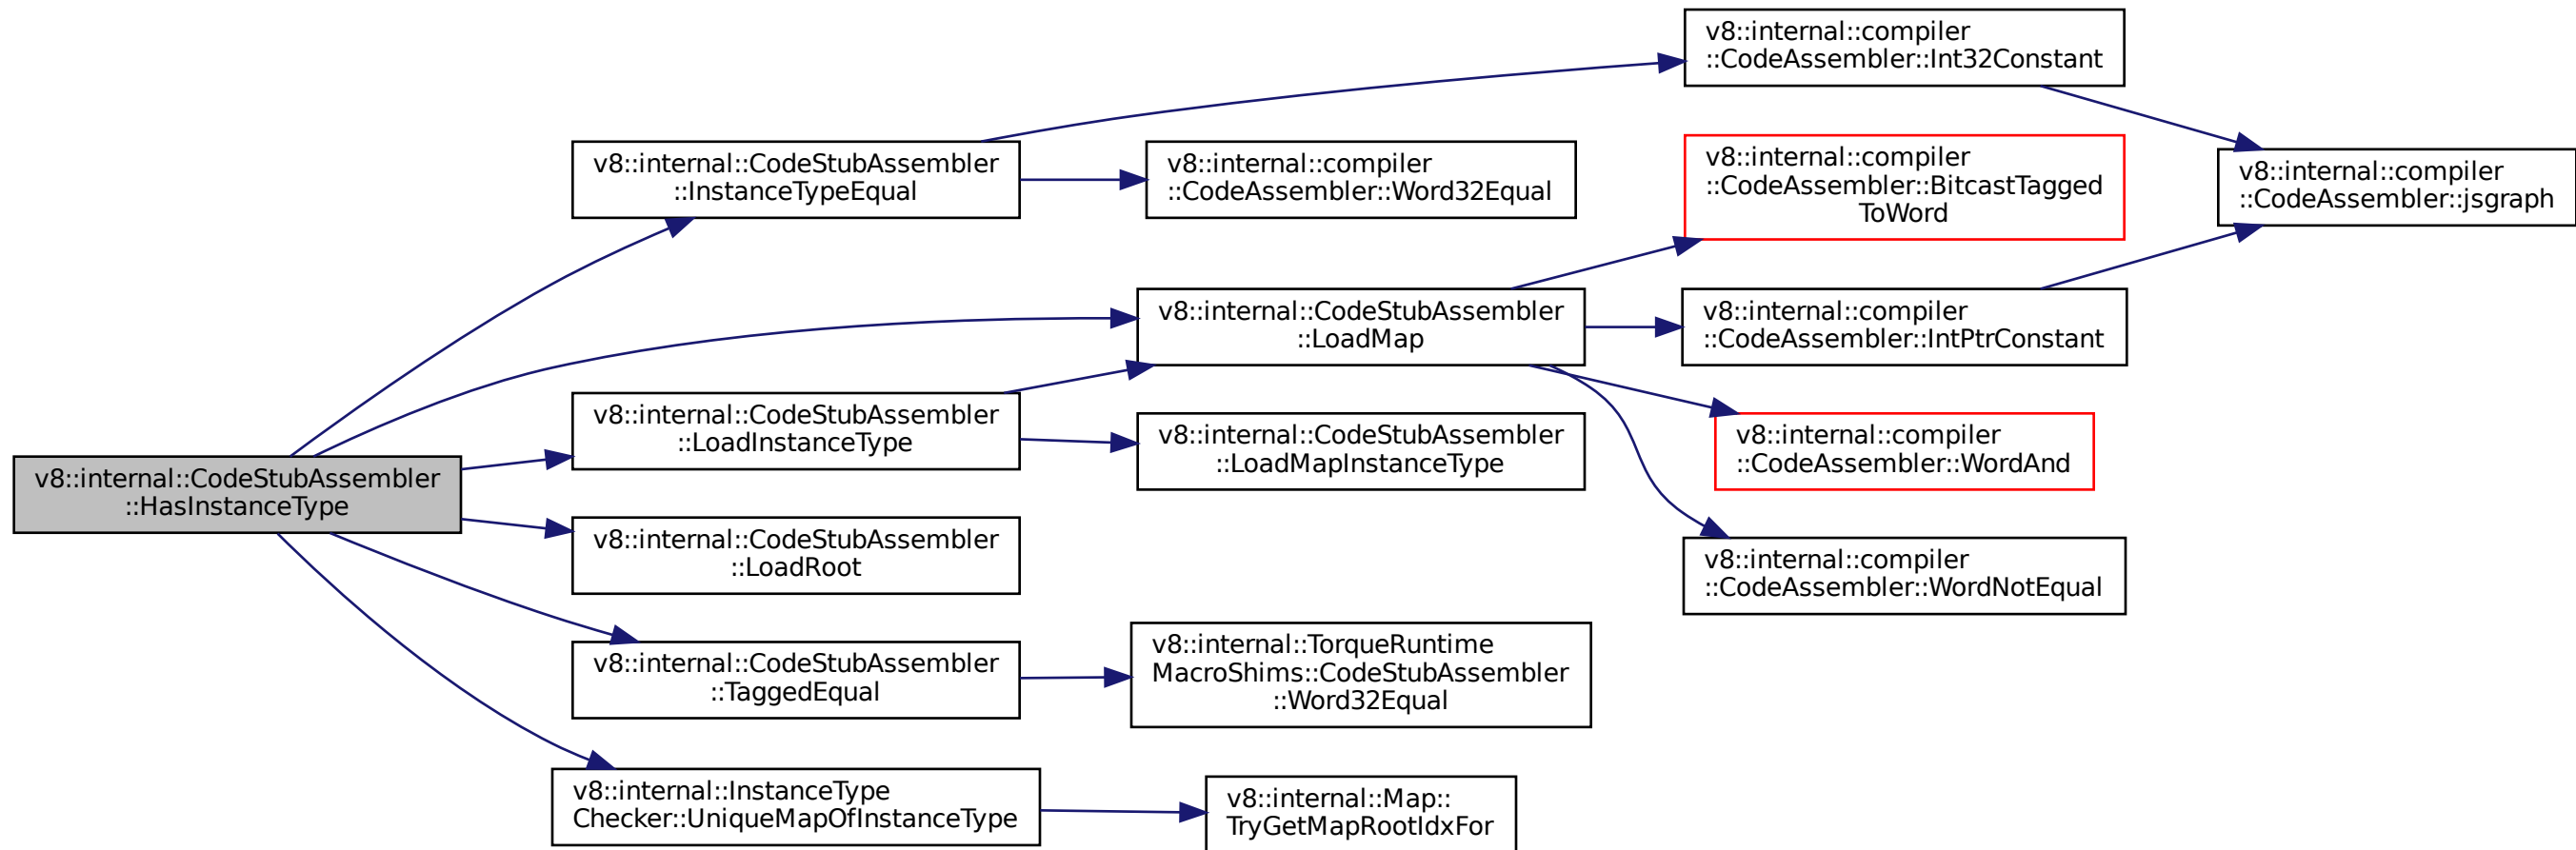 v8::internal::CodeStubAssembler
::HasInstanceType
v8::internal::CodeStubAssembler
::InstanceTypeEqual
v8::internal::compiler
::CodeAssembler::Int32Constant
v8::internal::compiler
::CodeAssembler::jsgraph
v8::internal::compiler
::CodeAssembler::Word32Equal
v8::internal::CodeStubAssembler
::LoadMap
v8::internal::compiler
::CodeAssembler::BitcastTagged
ToWord
v8::internal::compiler
::CodeAssembler::IntPtrConstant
v8::internal::compiler
::CodeAssembler::WordAnd
v8::internal::compiler
::CodeAssembler::WordNotEqual
v8::internal::CodeStubAssembler
::LoadInstanceType
v8::internal::CodeStubAssembler
::LoadMapInstanceType
v8::internal::CodeStubAssembler
::LoadRoot
v8::internal::CodeStubAssembler
::TaggedEqual
v8::internal::TorqueRuntime
MacroShims::CodeStubAssembler
::Word32Equal
v8::internal::InstanceType
Checker::UniqueMapOfInstanceType
v8::internal::Map::
TryGetMapRootIdxFor